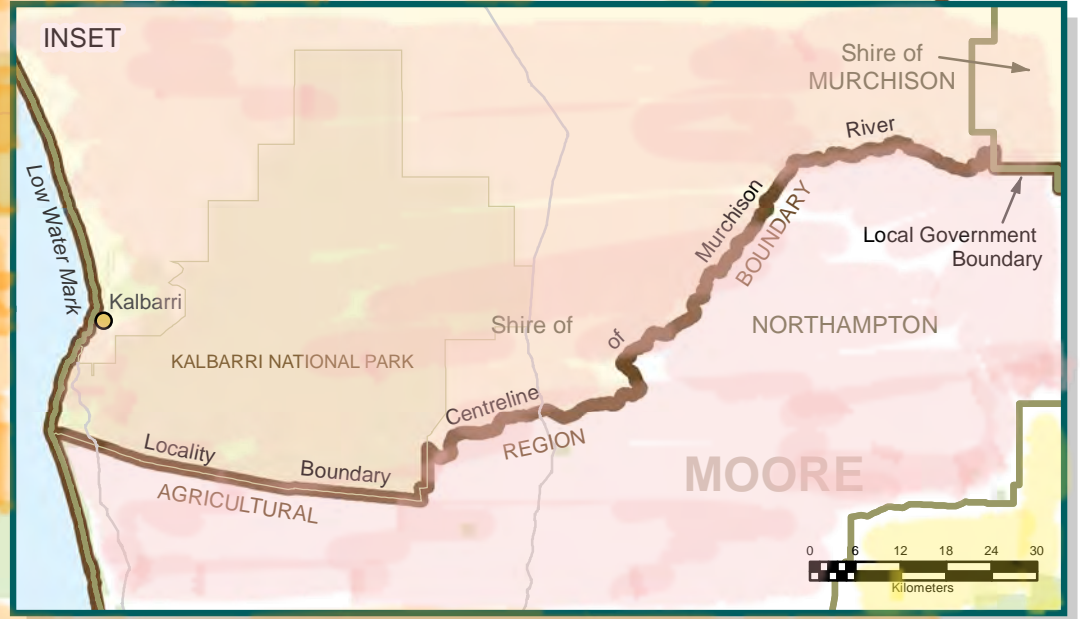 INSET
Shire of
MURCHISON
River
Murchison
BOUNDARY
Local Government
Boundary
Low Water Mark
Kalbarri
Shire of
NORTHAMPTON
of
KALBARRI NATIONAL PARK
Centreline
REGION
Locality
Boundary
AGRICULTURAL
MOORE
0 6 12 18 24 30
Kilometers